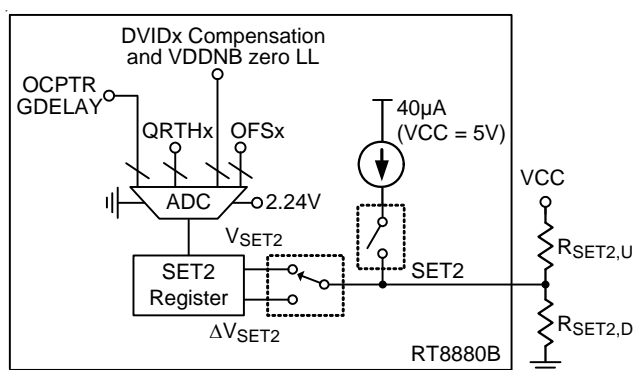 DVIDx Compensation
and VDDNB zero LL
OCPTR
GDELAY
QRTHx
OFSx
40µA
(VCC = 5V)
VCC
ADC
2.24V
VSET2
SET2
Register
SET2
RSET2,U
RSET2,D
ΔVSET2
RT8880B